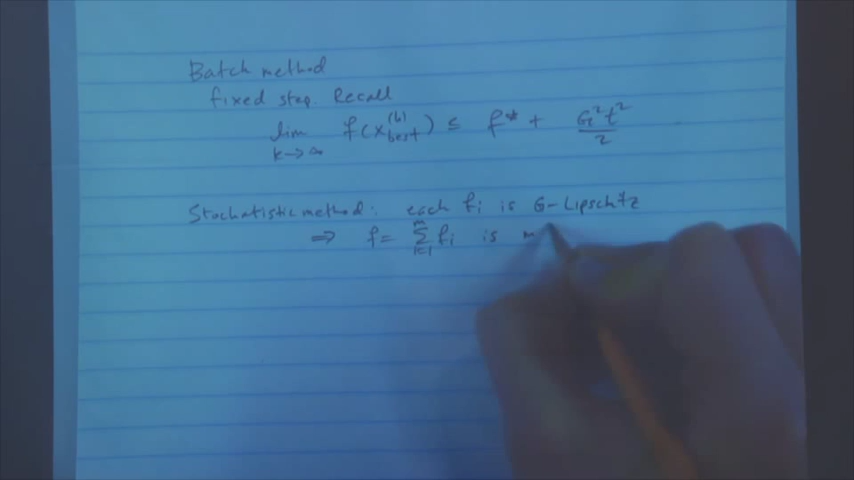 Batch method
fixed step. Recall
lim k→∞ f(x_best^(k)) ≤ f* + G²t²/2
Stochatistic method: each fi is G-Lipschitz
⇒ f = Σ_{i=1}^m fi is m